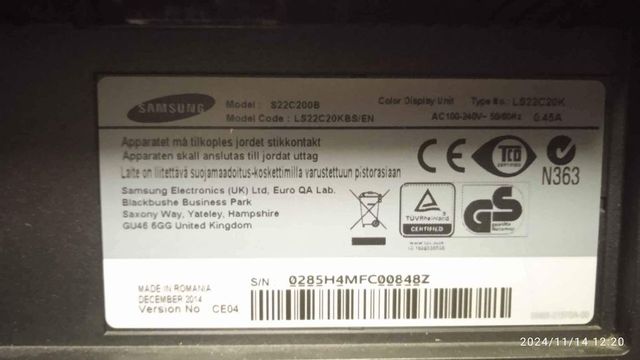 SAMSUNG
Model : S22C200B Color Display Unit Type No.: LS22C20K
Model Code : LS22C20KBS/EN AC100-240V~ 50/60Hz 0.45A
Apparatet må tilkoples jordet stikkontakt
Apparaten skall anslutas till jordat uttag
Laite on liitettävä suojamaadoitus-koskettimilla varustettuun pistorasiaan
Samsung Electronics (UK) Ltd, Euro QA Lab.
Blackbushe Business Park
Saxony Way, Yateley, Hampshire
GU46 6GG United Kingdom
CE
TCO
N363
TÜVRheinland
CERTIFIED
GS
MADE IN ROMANIA
DECEMBER 2014
Version No CE04
S/N 0285H4MFC00848Z
2024/11/14 12:20